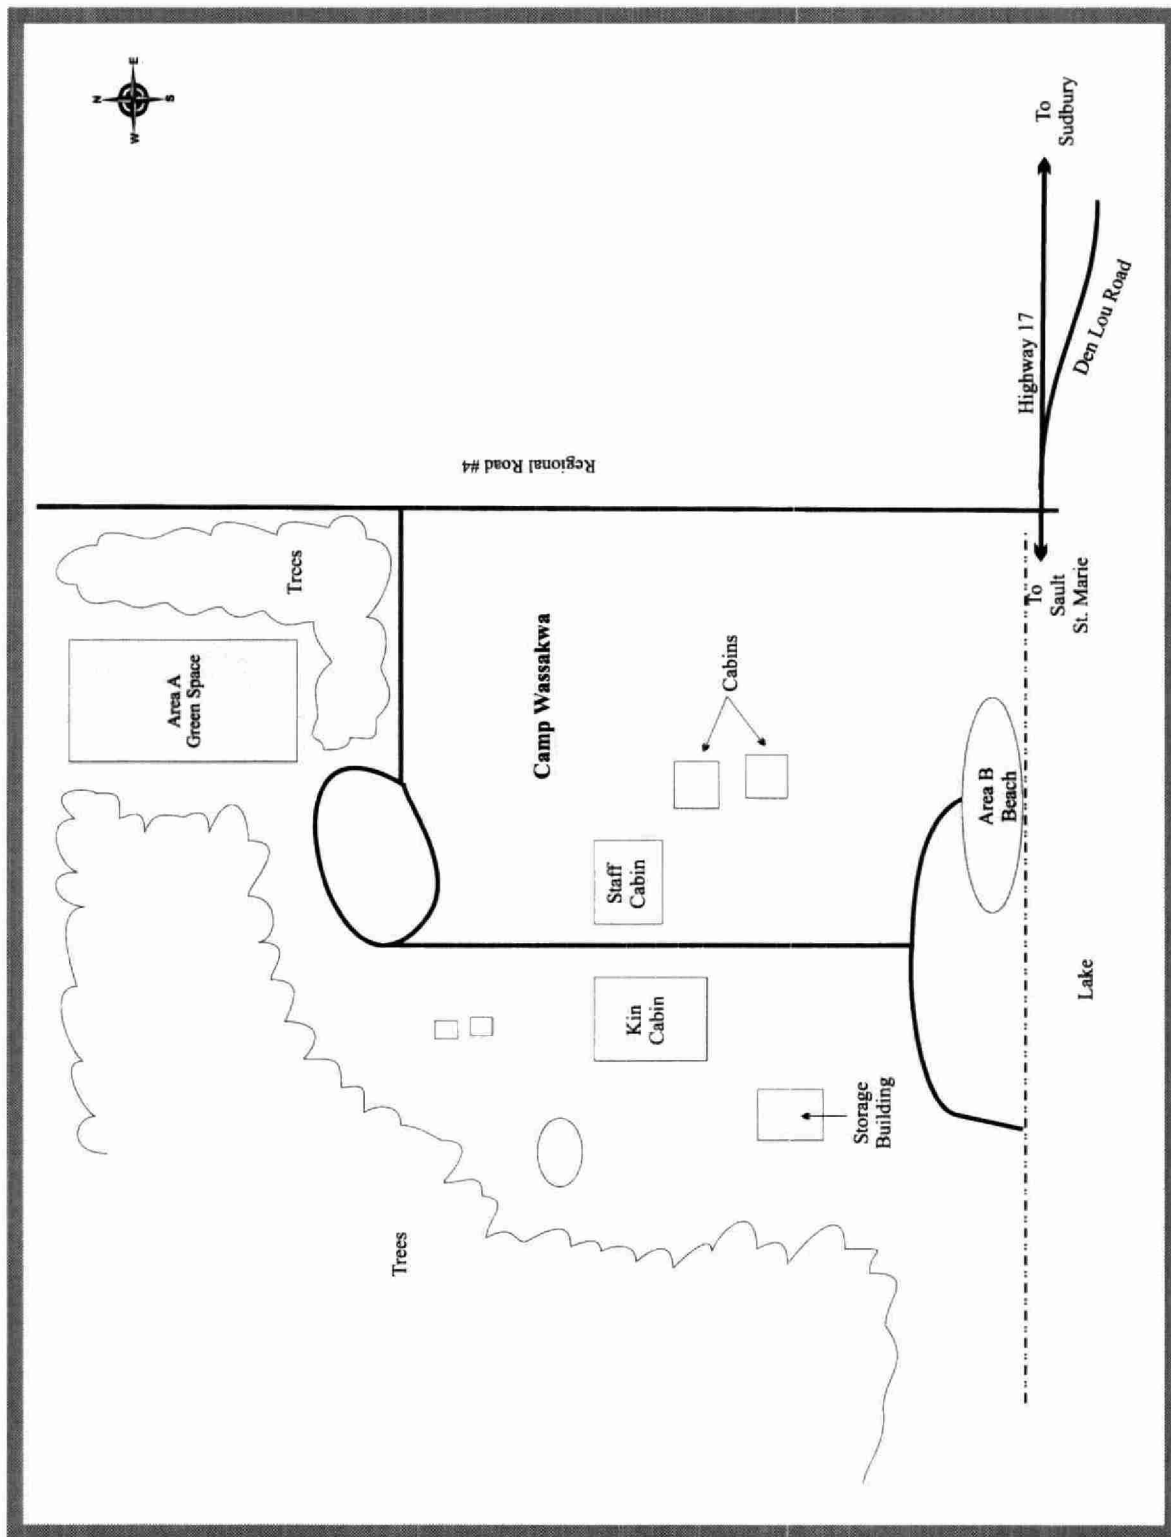 N
W
E
S
Area A
Green Space
Trees
Trees
Regional Road #4
Camp Wassakwa
Kin
Cabin
Staff
Cabin
Cabins
Storage
Building
Area B
Beach
Highway 17
To
Sault
St. Marie
To
Sudbury
Lake
Den Lou Road